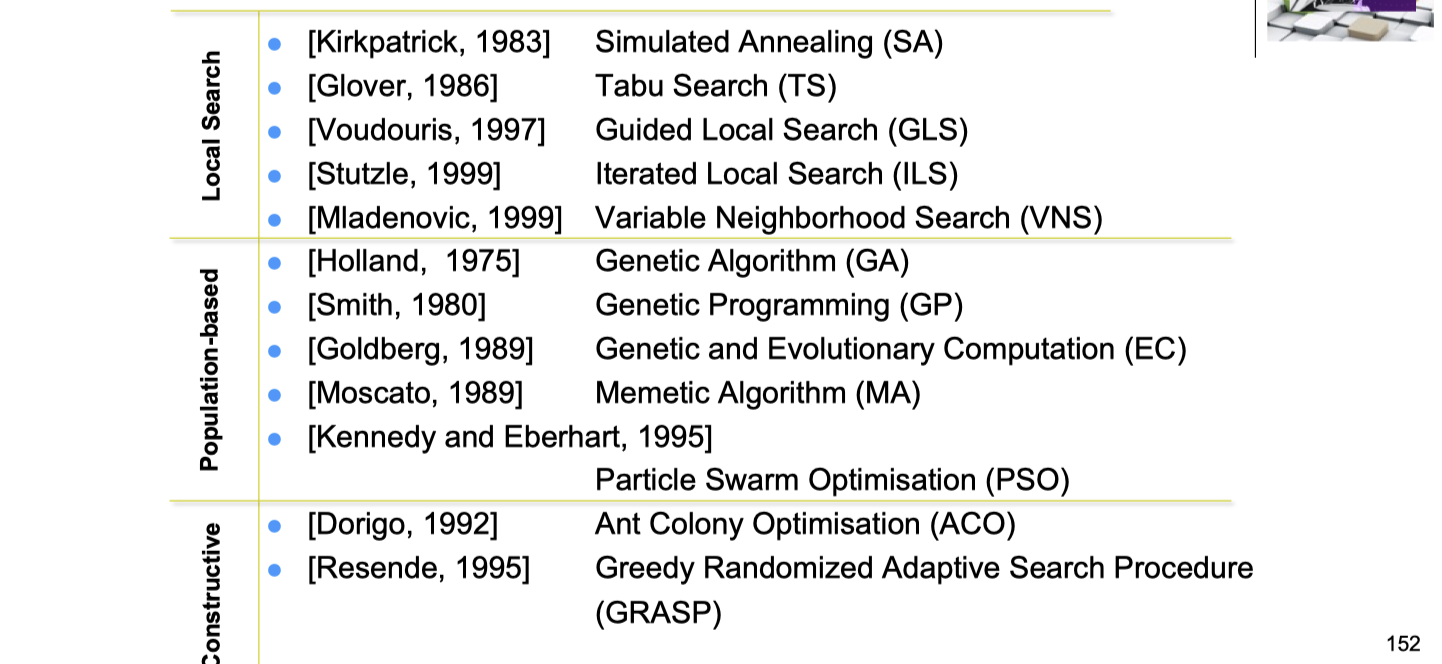 Local Search
[Kirkpatrick, 1983] Simulated Annealing (SA)
[Glover, 1986] Tabu Search (TS)
[Voudouris, 1997] Guided Local Search (GLS)
[Stutzle, 1999] Iterated Local Search (ILS)
[Mladenovic, 1999] Variable Neighborhood Search (VNS)
Population-based
[Holland, 1975] Genetic Algorithm (GA)
[Smith, 1980] Genetic Programming (GP)
[Goldberg, 1989] Genetic and Evolutionary Computation (EC)
[Moscato, 1989] Memetic Algorithm (MA)
[Kennedy and Eberhart, 1995]
Particle Swarm Optimisation (PSO)
Constructive
[Dorigo, 1992] Ant Colony Optimisation (ACO)
[Resende, 1995] Greedy Randomized Adaptive Search Procedure
(GRASP)
152